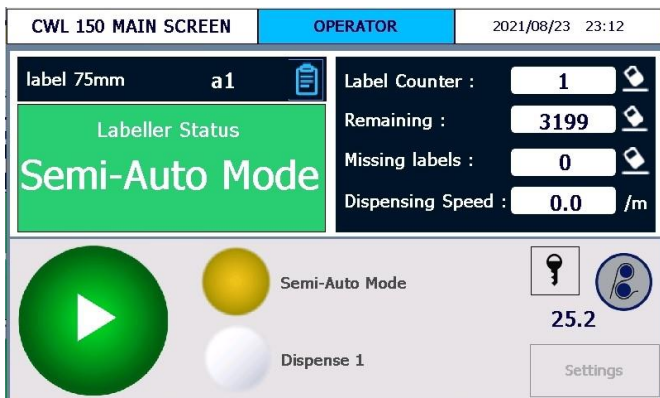 CWL 150 MAIN SCREEN
OPERATOR
2021/08/23 23:12
label 75mm a1
Labeller Status
Semi-Auto Mode
Label Counter : 1
Remaining : 3199
Missing labels : 0
Dispensing Speed : 0.0 /m
Semi-Auto Mode
Dispense 1
25.2
Settings